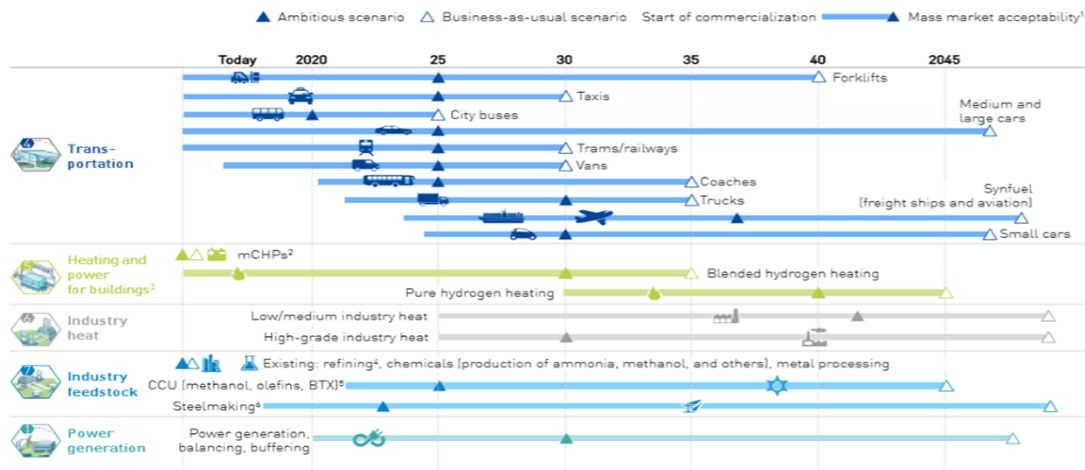 Ambitious scenario Business-as-usual scenario Start of commercialization Mass market acceptability¹
Today 2020 25 30 35 40 2045
4 Trans-
portation
Forklifts
Taxis
City buses
Medium and
large cars
Trams/railways
Vans
Coaches
Trucks
Synfuel
[freight ships and aviation]
Small cars
5 Heating and
power
for buildings³
mCHPs²
Blended hydrogen heating
Pure hydrogen heating
6 Industry
heat
Low/medium industry heat
High-grade industry heat
7 Industry
feedstock
Existing: refining⁴, chemicals [production of ammonia, methanol, and others], metal processing
CCU [methanol, olefins, BTX]⁵
Steelmaking⁶
Power
generation
Power generation,
balancing, buffering